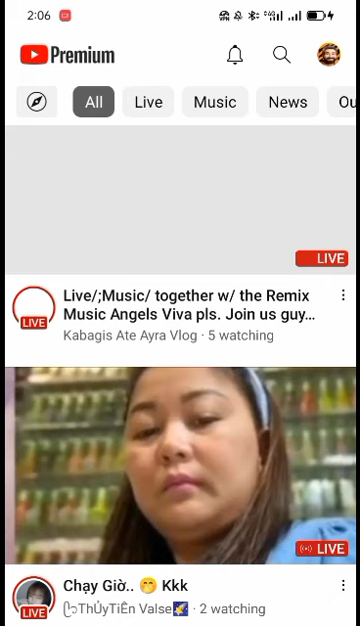 2:06
Premium
All Live Music News
LIVE
Live/;Music/ together w/ the Remix
Music Angels Viva pls. Join us guy...
LIVE
Kabagis Ate Ayra Vlog · 5 watching
LIVE
Chạy Giờ.. 🤭 Kkk
LIVE
ThỦyTiÊn Valse🌠 · 2 watching